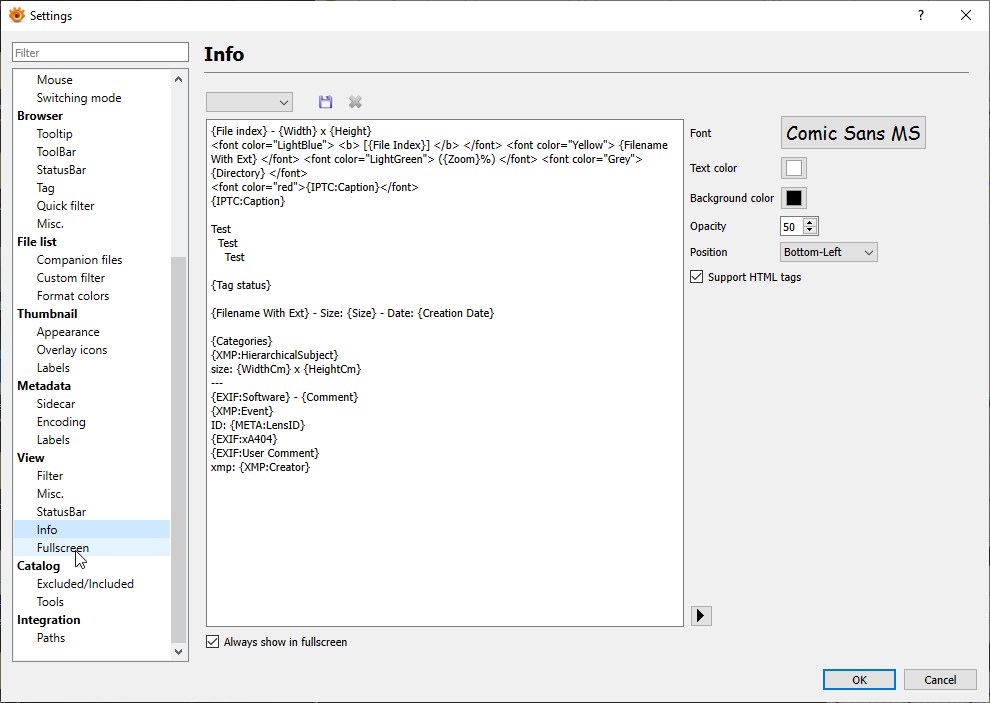 Settings
?
Filter
Mouse
Switching mode
Browser
Tooltip
ToolBar
StatusBar
Tag
Quick filter
Misc.
File list
Companion files
Custom filter
Format colors
Thumbnail
Appearance
Overlay icons
Labels
Metadata
Sidecar
Encoding
Labels
View
Filter
Misc.
StatusBar
Info
Fullscreen
Catalog
Excluded/Included
Tools
Integration
Paths
Info
{File index} - {Width} x {Height}
<font color="LightBlue"> <b> [{File Index}] </b> </font> <font color="Yellow"> {Filename
With Ext} </font> <font color="LightGreen"> ({Zoom}%) </font> <font color="Grey">
{Directory} </font>
<font color="red">{IPTC:Caption}</font>
{IPTC:Caption}
Test
Test
Test
{Tag status}
{Filename With Ext} - Size: {Size} - Date: {Creation Date}
{Categories}
{XMP:HierarchicalSubject}
size: {WidthCm} x {HeightCm}
---
{EXIF:Software} - {Comment}
{XMP:Event}
ID: {META:LensID}
{EXIF:xA404}
{EXIF:User Comment}
xmp: {XMP:Creator}
Always show in fullscreen
Font Comic Sans MS
Text color
Background color
Opacity 50
Position Bottom-Left
Support HTML tags
OK Cancel